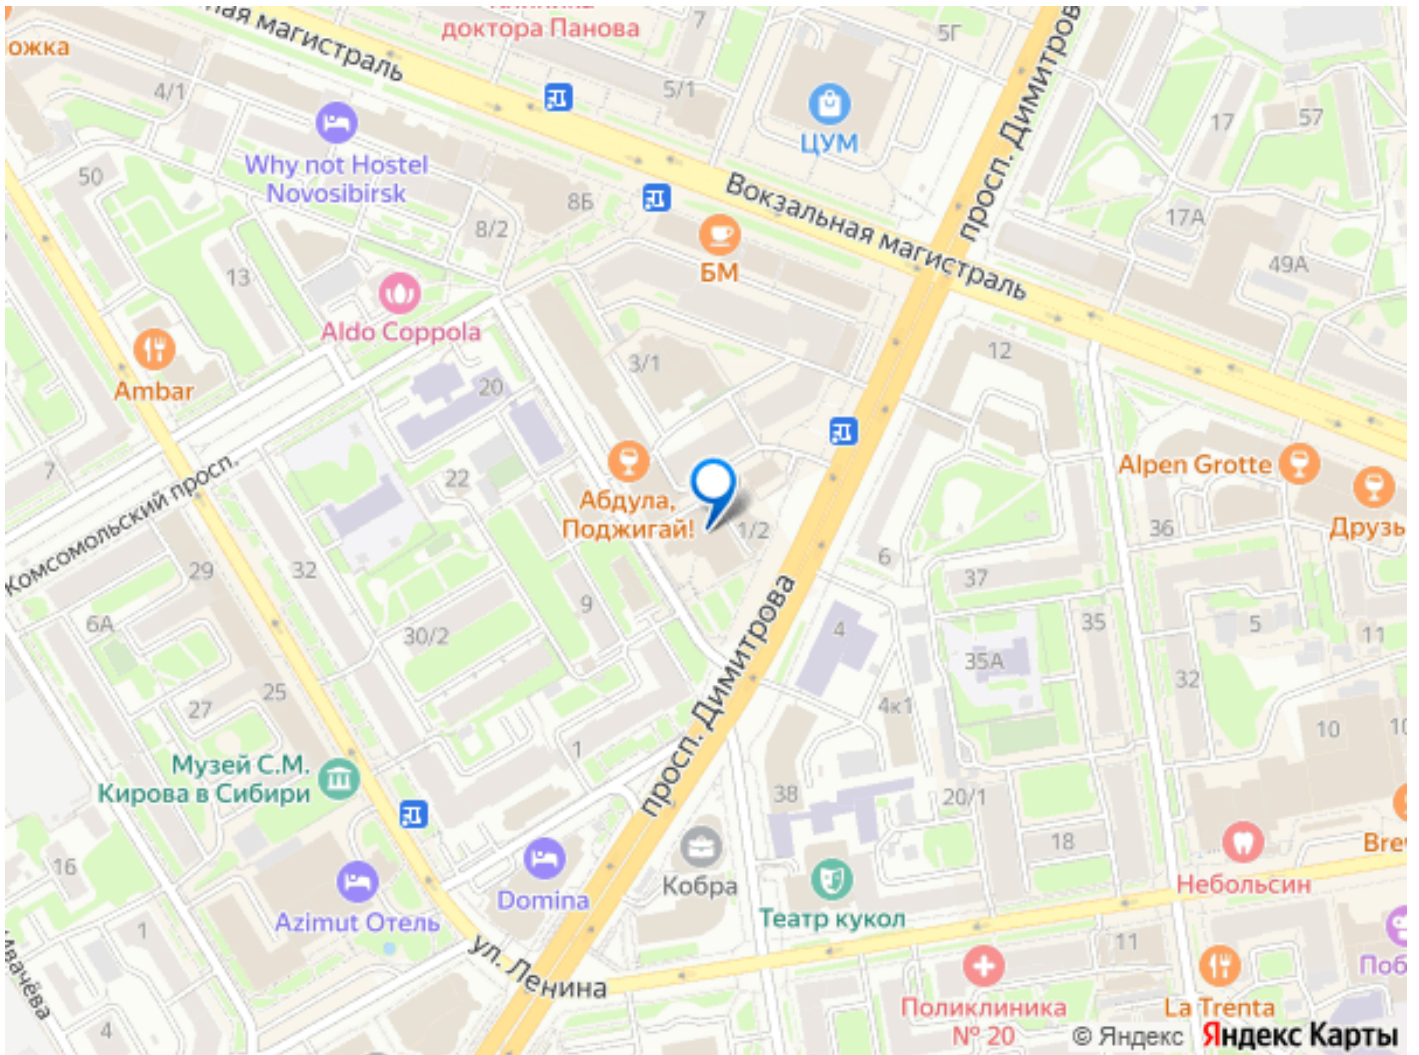 доктора Панова
7
5Г
ожка
магистраль
4/1
5/1
ЦУМ
17
57
просп. Димитрова
Why not Hostel
Novosibirsk
50
8Б
8/2
Вокзальная магистраль
17А
БМ
49А
13
Aldo Coppola
Ambar
3/1
12
20
7
22
Абдула,
Поджигай!
1/2
Alpen Grotte
Друзь
36
Комсомольский просп.
29
32
6
37
9
6А
30/2
4
35
5
11
35А
32
просп. Димитрова
25
27
4к1
1
10
10
Музей С.М.
Кирова в Сибири
38
20/1
18
Bre
16
Domina
Кобра
Небольсин
Azimut Отель
Театр кукол
1
11
ул. Ленина
Поб
4
Поликлиника
№ 20
La Trenta
© Яндекс Яндекс Карты